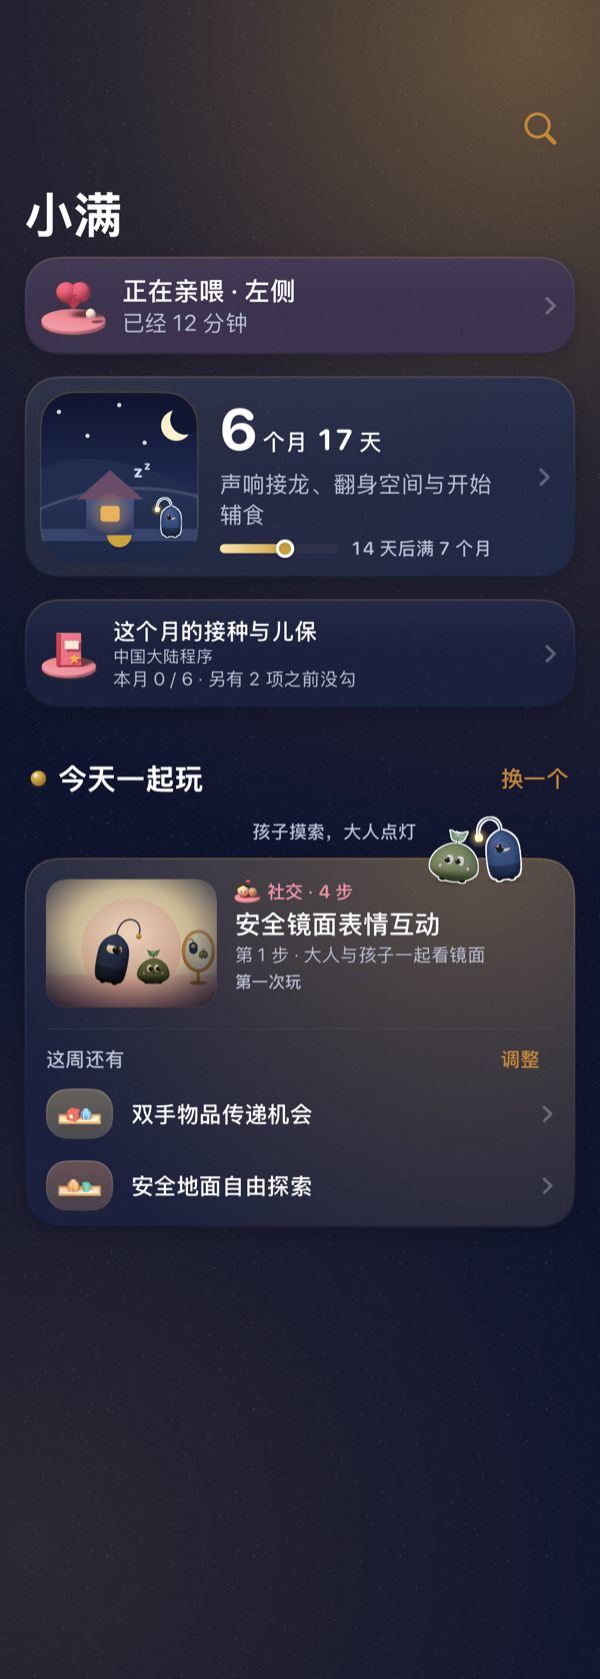 小满
正在亲喂 · 左侧
已经 12 分钟
6 个月 17 天
声响接龙、翻身空间与开始
辅食
14 天后满 7 个月
zz
这个月的接种与儿保
中国大陆程序
本月 0 / 6 · 另有 2 项之前没勾
今天一起玩
换一个
孩子摸索，大人点灯
社交 · 4 步
安全镜面表情互动
第 1 步 · 大人与孩子一起看镜面
第一次玩
这周还有
调整
双手物品传递机会
安全地面自由探索